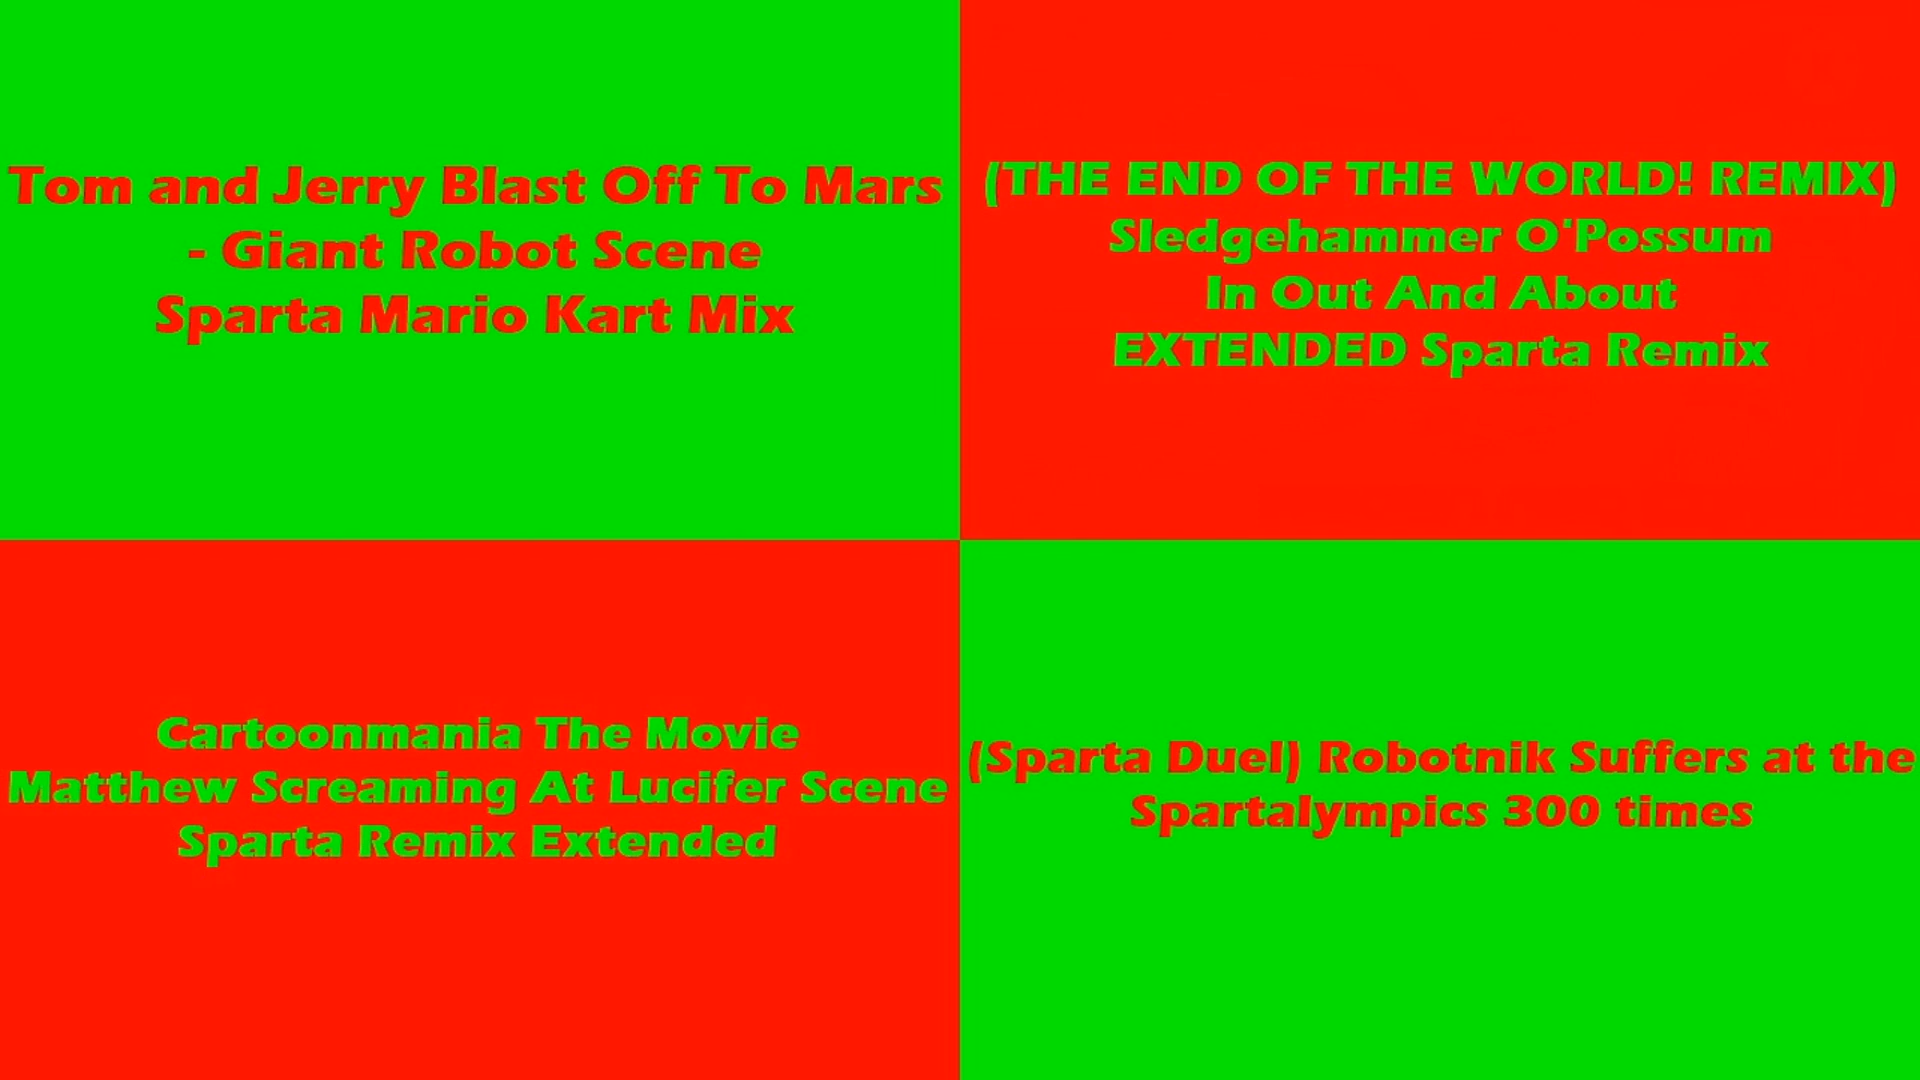 Tom and Jerry Blast Off To Mars
- Giant Robot Scene
Sparta Mario Kart Mix
(THE END OF THE WORLD! REMIX)
Sledgehammer O'Possum
In Out And About
EXTENDED Sparta Remix
Cartoonmania The Movie
Matthew Screaming At Lucifer Scene
Sparta Remix Extended
(Sparta Duel) Robotnik Suffers at the
Spartalympics 300 times